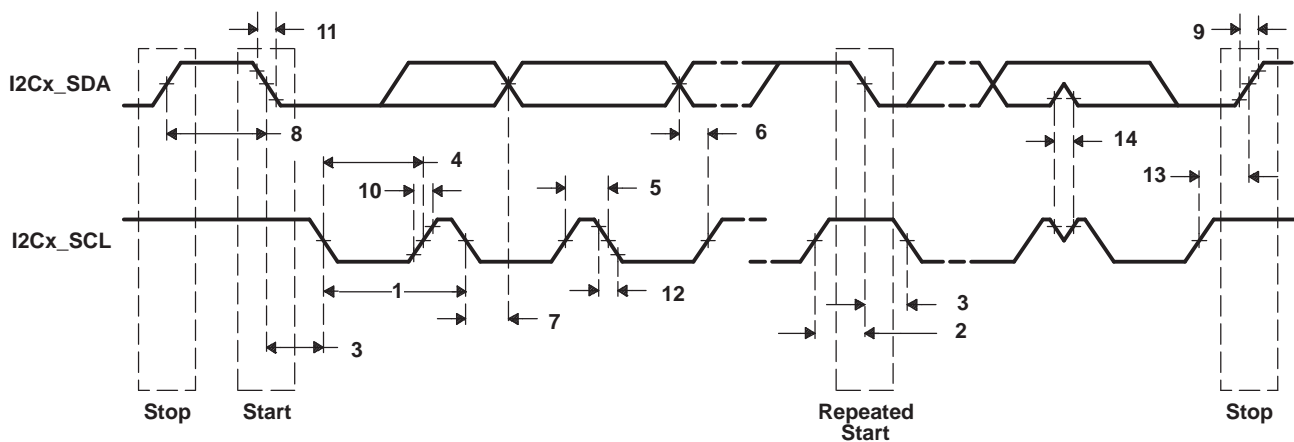 11
9
I2Cx_SDA
8
6
4
14
10
5
13
I2Cx_SCL
1
12
3
7
2
3
Stop
Start
Repeated
Start
Stop